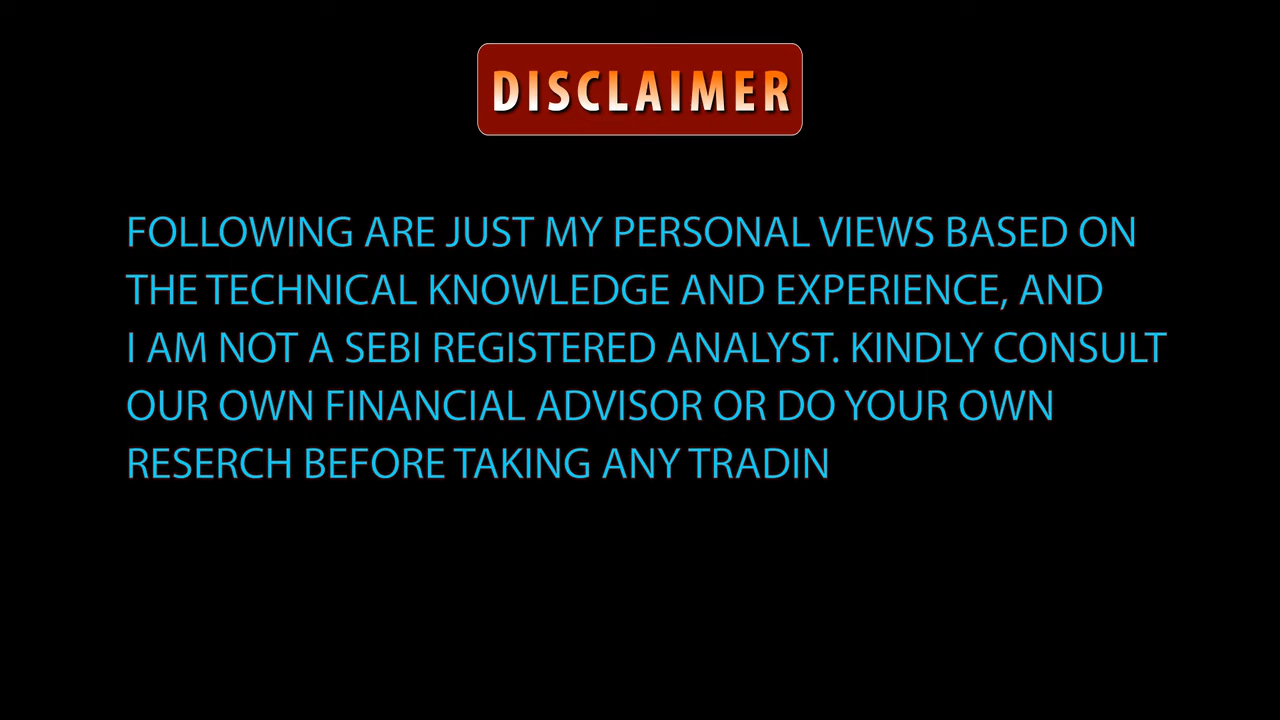 DISCLAIMER
FOLLOWING ARE JUST MY PERSONAL VIEWS BASED ON
THE TECHNICAL KNOWLEDGE AND EXPERIENCE, AND
I AM NOT A SEBI REGISTERED ANALYST. KINDLY CONSULT
OUR OWN FINANCIAL ADVISOR OR DO YOUR OWN
RESERCH BEFORE TAKING ANY TRADIN